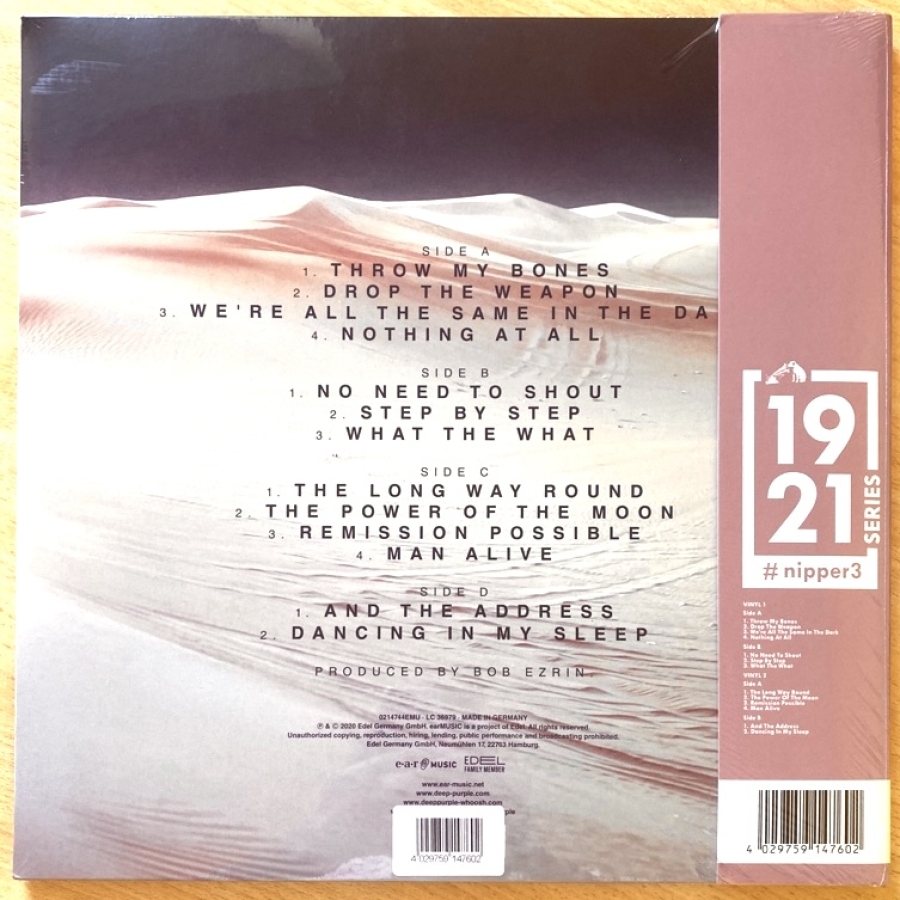 SIDE A
1. THROW MY BONES
2. DROP THE WEAPON
3. WE'RE ALL THE SAME IN THE DA
4. NOTHING AT ALL
SIDE B
1. NO NEED TO SHOUT
2. STEP BY STEP
3. WHAT THE WHAT
SIDE C
1. THE LONG WAY ROUND
2. THE POWER OF THE MOON
3. REMISSION POSSIBLE
4. MAN ALIVE
SIDE D
1. AND THE ADDRESS
2. DANCING IN MY SLEEP
PRODUCED BY BOB EZRIN
0214744EMU · LC 36979 · MADE IN GERMANY
℗ & © 2020 Edel Germany GmbH. earMUSIC is a project of Edel. All rights reserved.
Unauthorized copying, reproduction, hiring, lending, public performance and broadcasting prohibited.
Edel Germany GmbH, Neumühlen 17, 22763 Hamburg.
e·a·r MUSIC EDEL
FAMILY MEMBER
www.ear-music.net
www.deep-purple.com
www.deeppurple-whoosh.com
ple
4 029759 147602
19
21
SERIES
#nipper3
VINYL 1
Side A
1. Throw My Bones
2. Drop The Weapon
3. We're All The Same In The Dark
4. Nothing At All
Side B
1. No Need To Shout
2. Step By Step
3. What The What
VINYL 2
Side A
1. The Long Way Round
2. The Power Of The Moon
3. Remission Possible
4. Man Alive
Side B
1. And The Address
2. Dancing In My Sleep
4 029759 147602